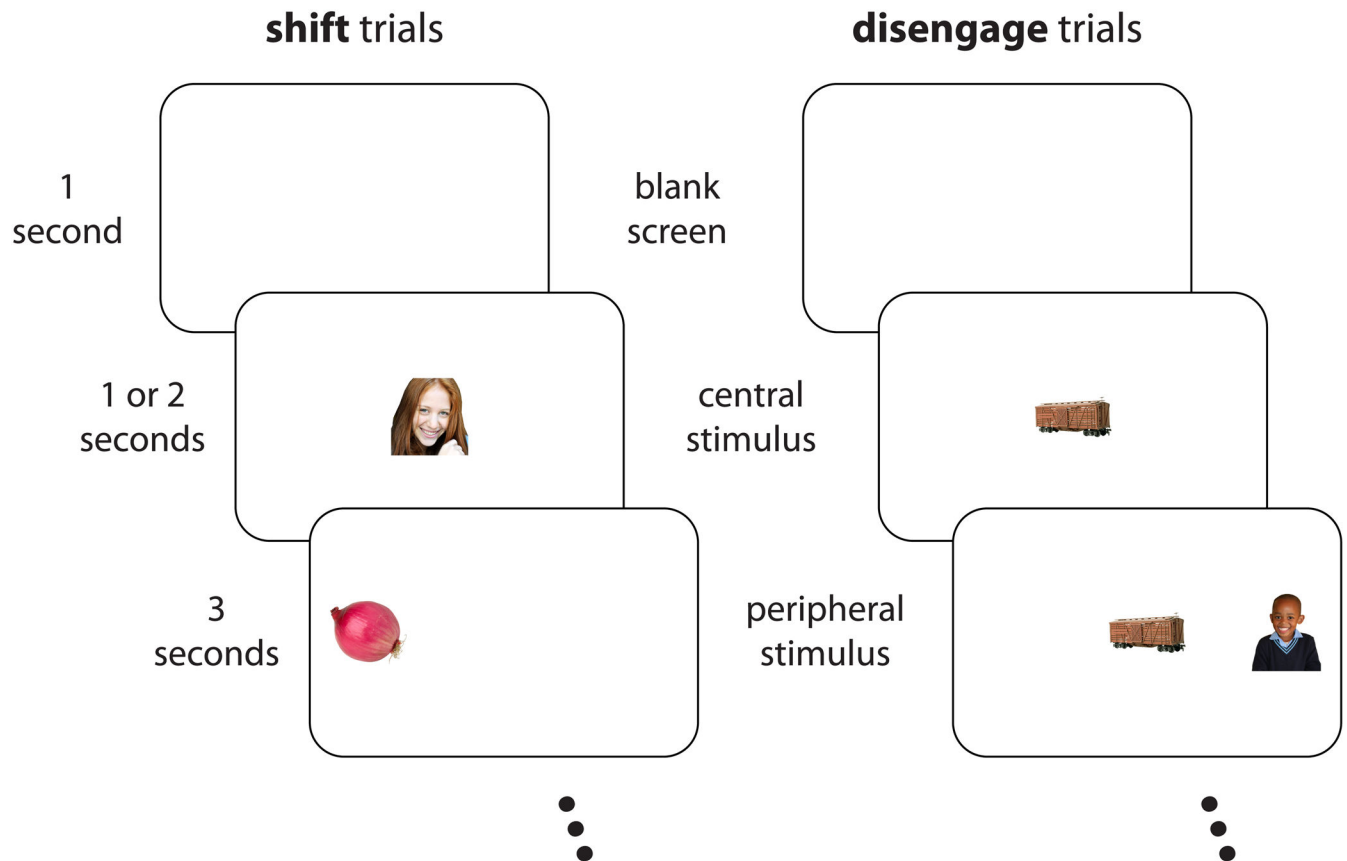 shift trials
disengage trials
1
second
blank
screen
1 or 2
seconds
central
stimulus
3
seconds
peripheral
stimulus